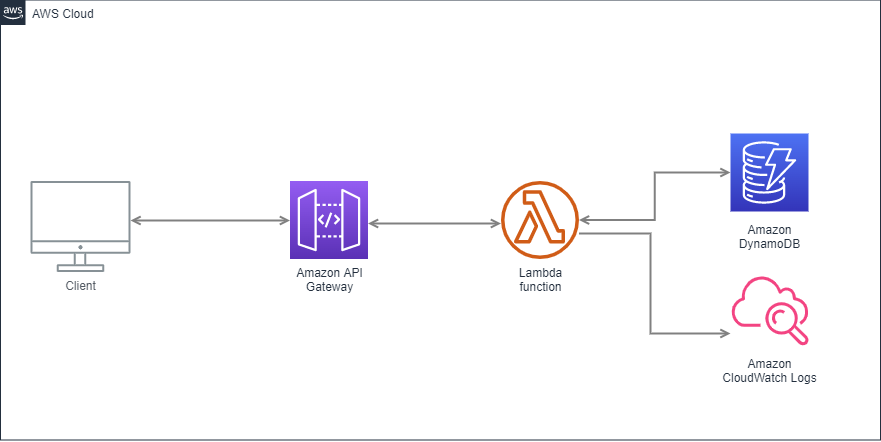 aws
AWS Cloud
Client
Amazon API
Gateway
</>
Lambda
function
Amazon
DynamoDB
Amazon
CloudWatch Logs